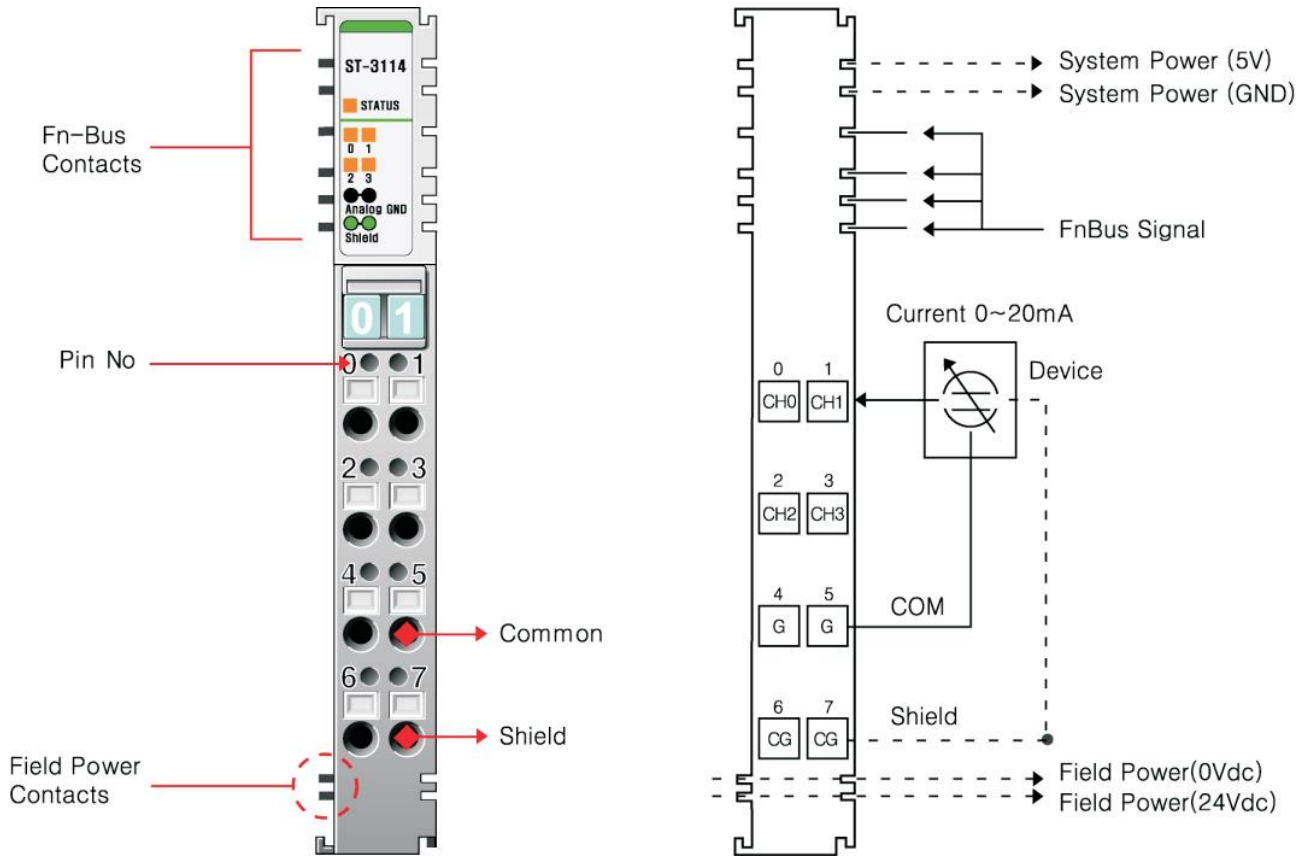 ST-3114
STATUS
0 1
2 3
Analog GND
Shield
Fn-Bus
Contacts
0 1
Pin No
0 1
2 3
4 5
Common
6 7
Shield
Field Power
Contacts
System Power (5V)
System Power (GND)
FnBus Signal
Current 0~20mA
Device
0 1
CH0 CH1
2 3
CH2 CH3
4 5
G G
COM
6 7
CG CG
Shield
Field Power(0Vdc)
Field Power(24Vdc)